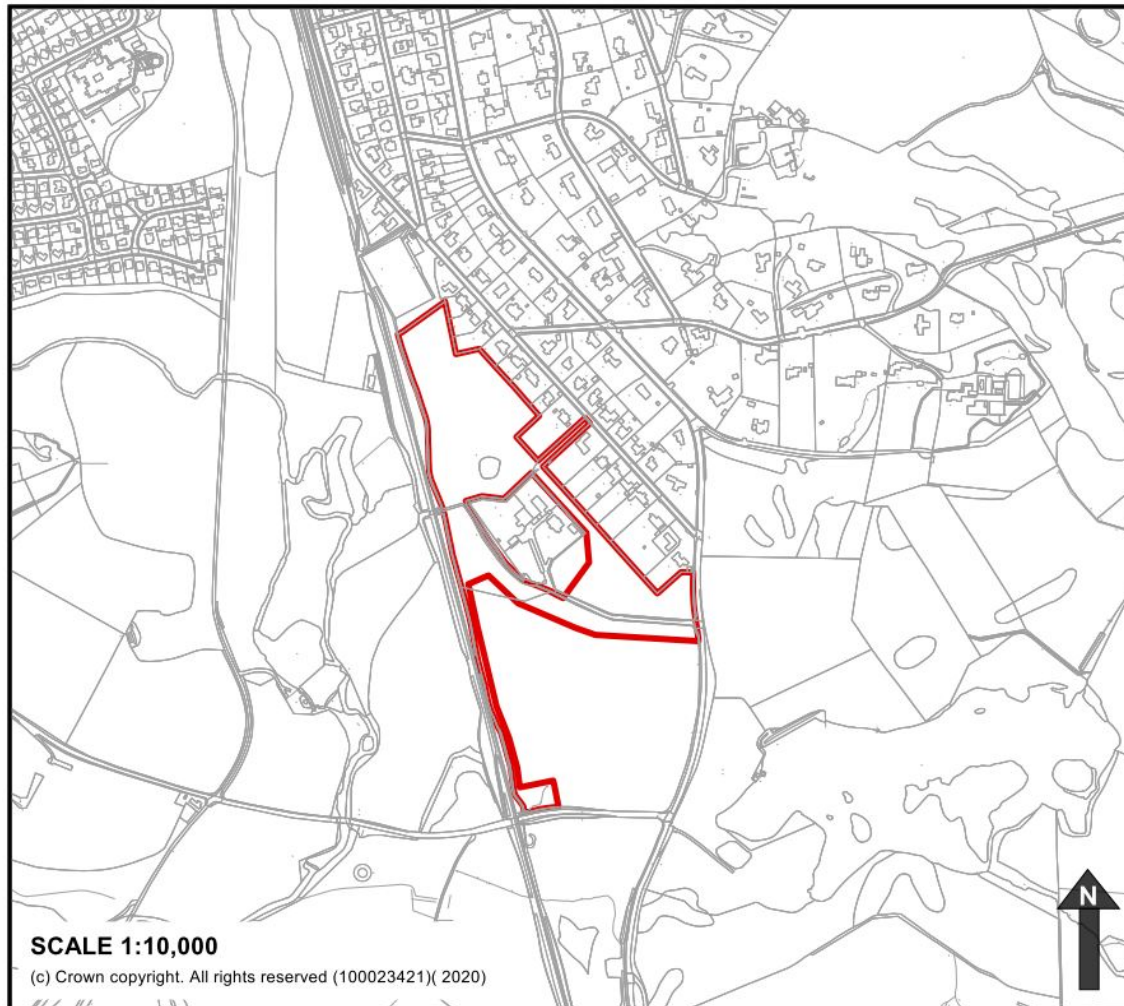 N
SCALE 1:10,000
(c) Crown copyright. All rights reserved (100023421)( 2020)